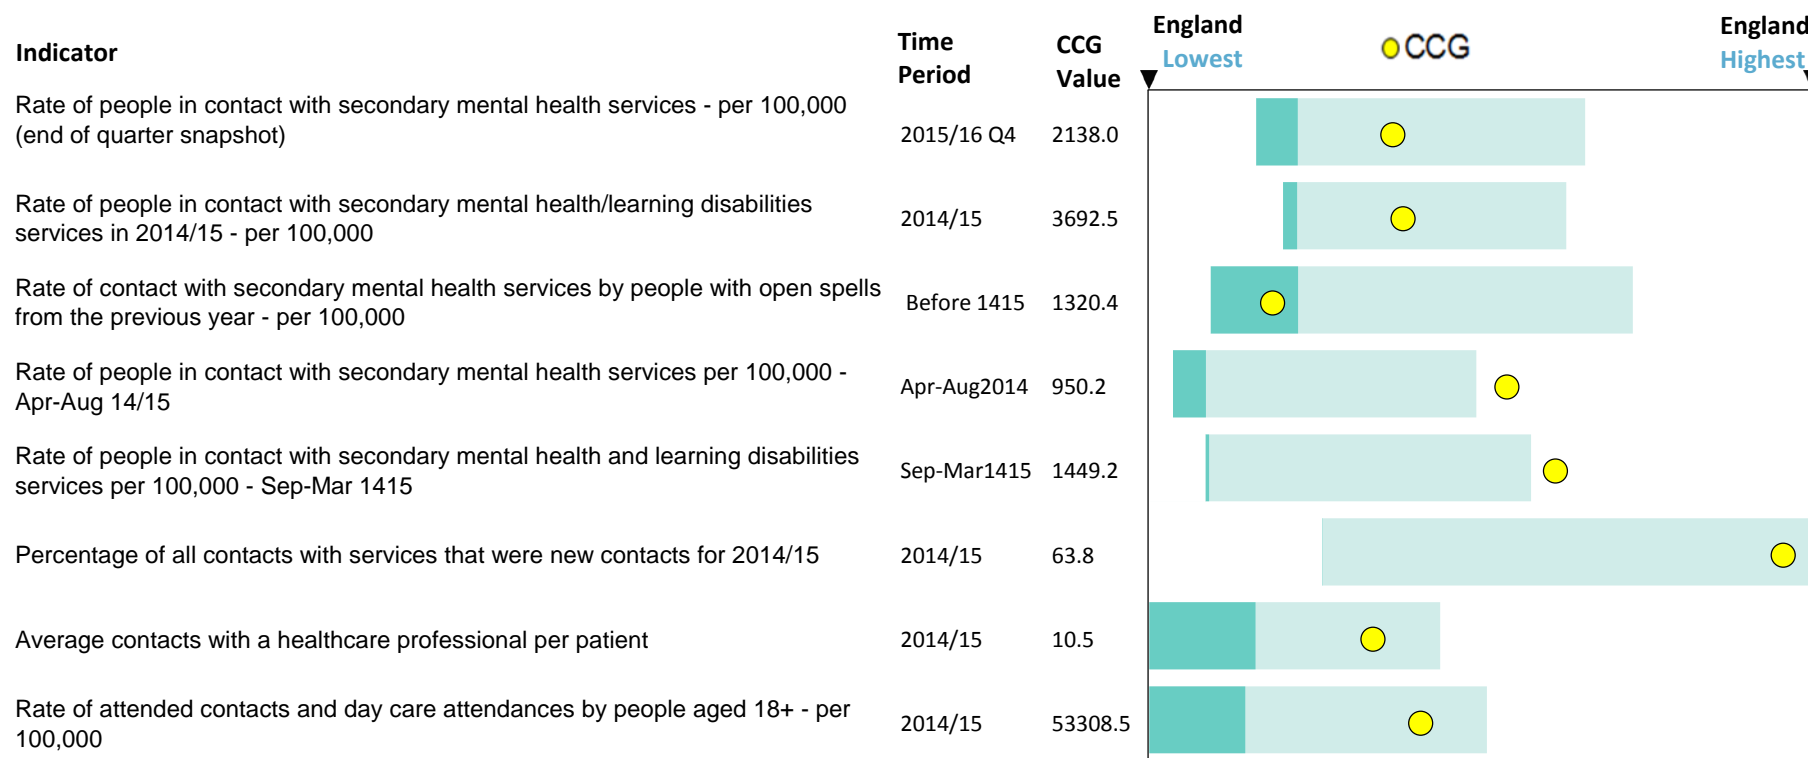 Indicator
Time Period
CCG Value
England Lowest
CCG
England Highest
Rate of people in contact with secondary mental health services - per 100,000
(end of quarter snapshot)
2015/16 Q4 2138.0
Rate of people in contact with secondary mental health/learning disabilities
services in 2014/15 - per 100,000
2014/15 3692.5
Rate of contact with secondary mental health services by people with open spells
from the previous year - per 100,000
Before 1415 1320.4
Rate of people in contact with secondary mental health services per 100,000 -
Apr-Aug 14/15
Apr-Aug2014 950.2
Rate of people in contact with secondary mental health and learning disabilities
services per 100,000 - Sep-Mar 1415
Sep-Mar1415 1449.2
Percentage of all contacts with services that were new contacts for 2014/15
2014/15 63.8
Average contacts with a healthcare professional per patient
2014/15 10.5
Rate of attended contacts and day care attendances by people aged 18+ - per
100,000
2014/15 53308.5